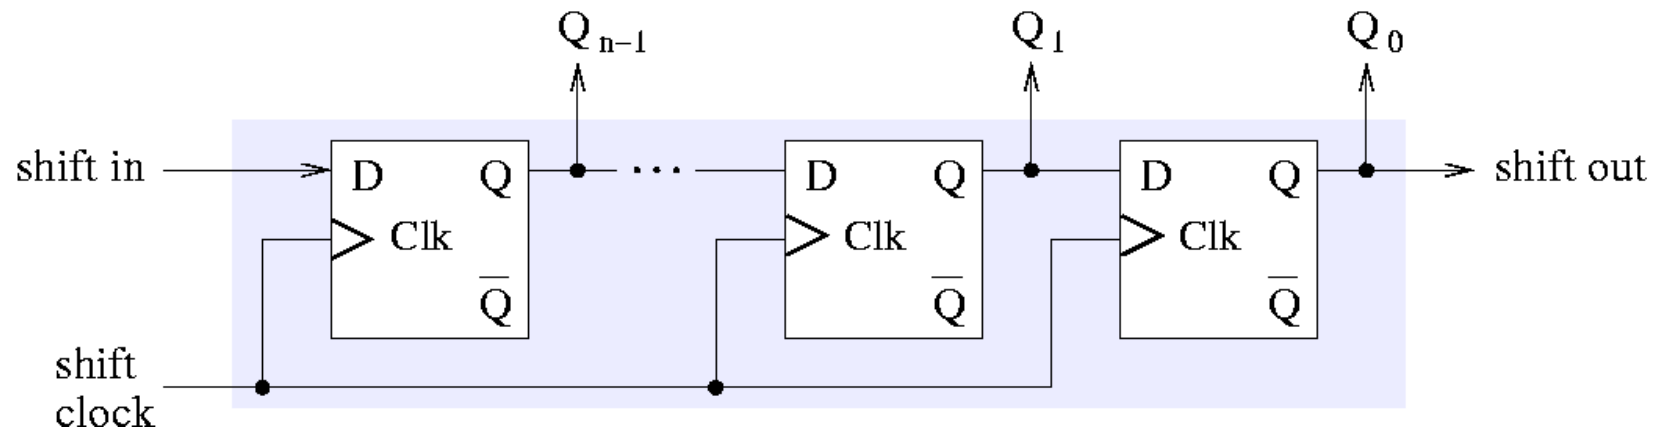 Q n−1 Q 1 Q 0
shift in D Q ··· D Q D Q shift out
Clk Clk Clk
Q̅ Q̅ Q̅
shift
clock